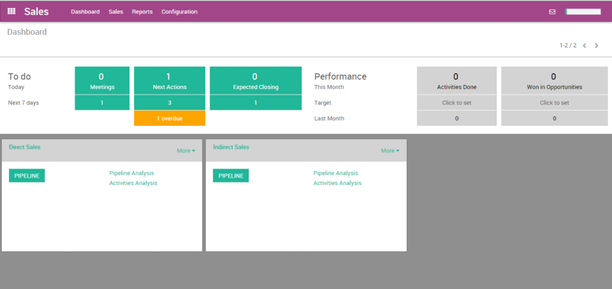 Sales Dashboard Sales Reports Configuration
Dashboard
1-2 / 2
To do
Today
Next 7 days
0
Meetings
1
1
Next Actions
3
1 overdue
0
Expected Closing
1
Performance
This Month
Target
Last Month
0
Activities Done
Click to set
0
0
Won in Opportunities
Click to set
0
Direct Sales
More
PIPELINE
Pipeline Analysis
Activities Analysis
Indirect Sales
More
PIPELINE
Pipeline Analysis
Activities Analysis